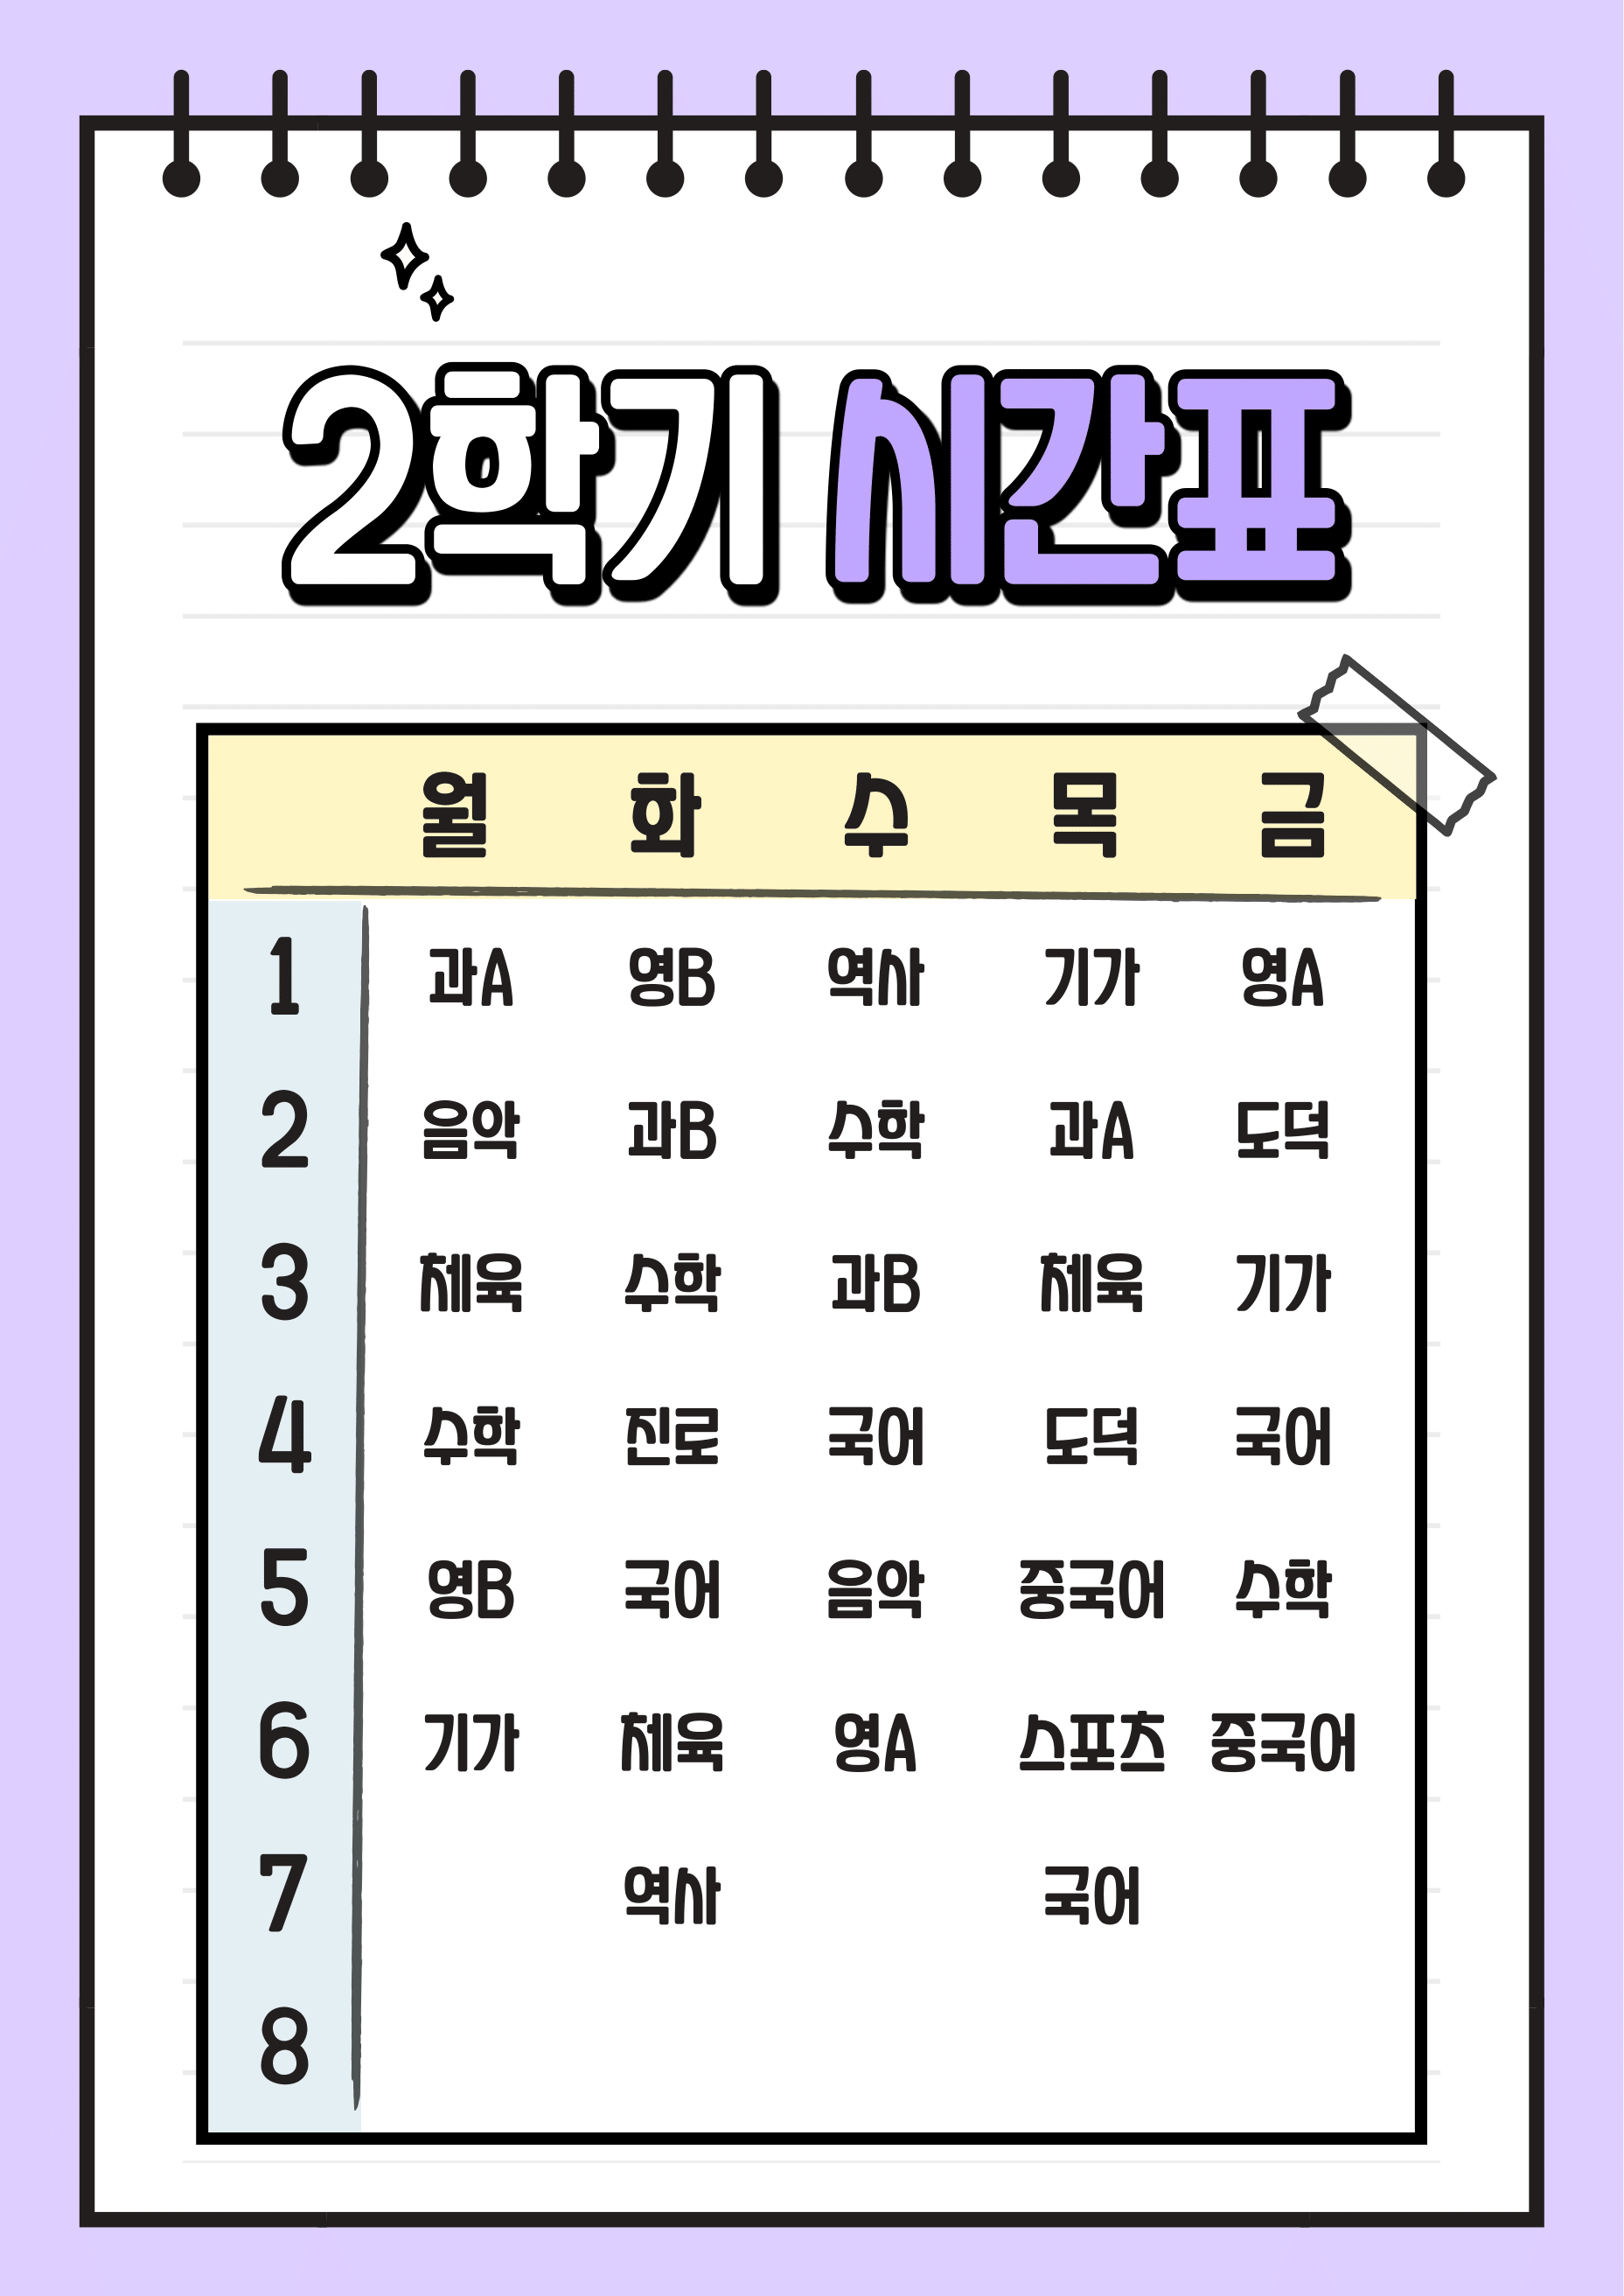 2학기 시간표
월 화 수 목 금
1 과A 영B 역사 기가 영A
2 음악 과B 수학 과A 도덕
3 체육 수학 과B 체육 기가
4 수학 진로 국어 도덕 국어
5 영B 국어 음악 중국어 수학
6 기가 체육 영A 스포츠 중국어
7 역사 국어
8